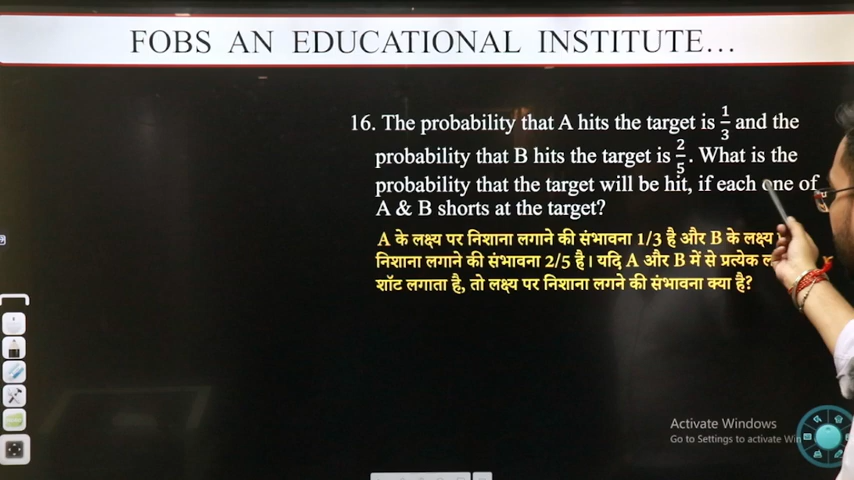 FOBS AN EDUCATIONAL INSTITUTE...
16. The probability that A hits the target is 1/3 and the
probability that B hits the target is 2/5. What is the
probability that the target will be hit, if each one of
A & B shorts at the target?
A के लक्ष्य पर निशाना लगाने की संभावना 1/3 है और B के लक्ष्य
निशाना लगाने की संभावना 2/5 है। यदि A और B में से प्रत्येक
शॉट लगाता है, तो लक्ष्य पर निशाना लगने की संभावना क्या है?
Activate Windows
Go to Settings to activate